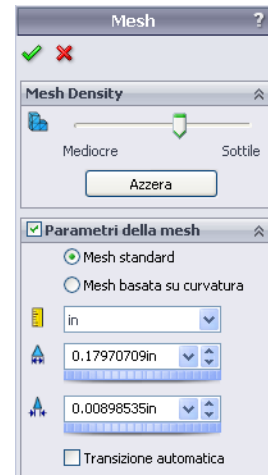 Mesh ?
Mesh Density
Mediocre Sottile
Azzera
Parametri della mesh
Mesh standard
Mesh basata su curvatura
in
0.17970709in
0.00898535in
Transizione automatica